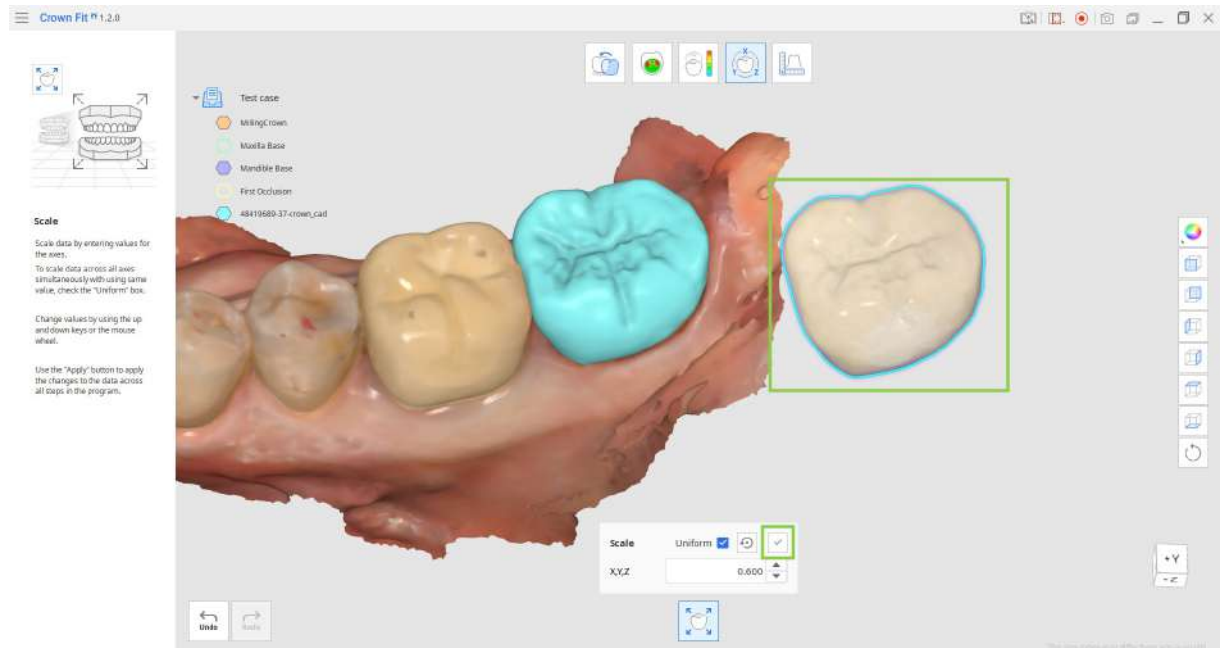 Crown Fit 1.2.0
Test case
MillingCrown
Maxilla Base
Mandible Base
First Occlusion
48419689-37-crown_cad
Scale
Scale data by entering values for
the axes.
To scale data across all axes
simultaneously with using same
value, check the "Uniform" box.
Change values by using the up
and down keys or the mouse
wheel.
Use the "Apply" button to apply
the changes to the data across
all steps in the program.
X
Y
Z
Scale
Uniform
X,Y,Z
0.600
Undo
Redo
+Y
-Z